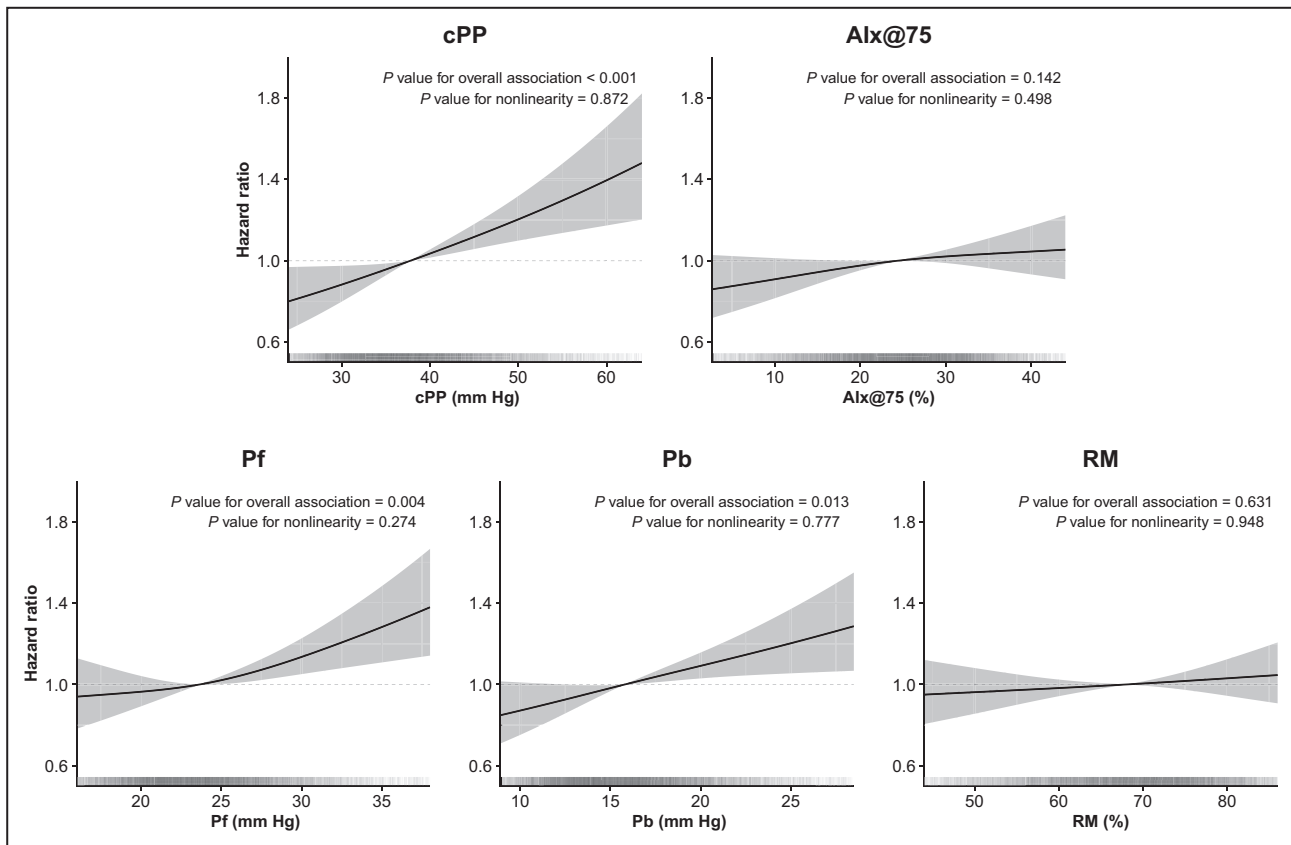 cPP
P value for overall association < 0.001
P value for nonlinearity = 0.872
Hazard ratio
1.8
1.4
1.0
0.6
30 40 50 60
cPP (mm Hg)
AIx@75
P value for overall association = 0.142
P value for nonlinearity = 0.498
1.8
1.4
1.0
0.6
10 20 30 40
AIx@75 (%)
Pf
P value for overall association = 0.004
P value for nonlinearity = 0.274
Hazard ratio
1.8
1.4
1.0
0.6
20 25 30 35
Pf (mm Hg)
Pb
P value for overall association = 0.013
P value for nonlinearity = 0.777
1.8
1.4
1.0
0.6
10 15 20 25
Pb (mm Hg)
RM
P value for overall association = 0.631
P value for nonlinearity = 0.948
1.8
1.4
1.0
0.6
50 60 70 80
RM (%)